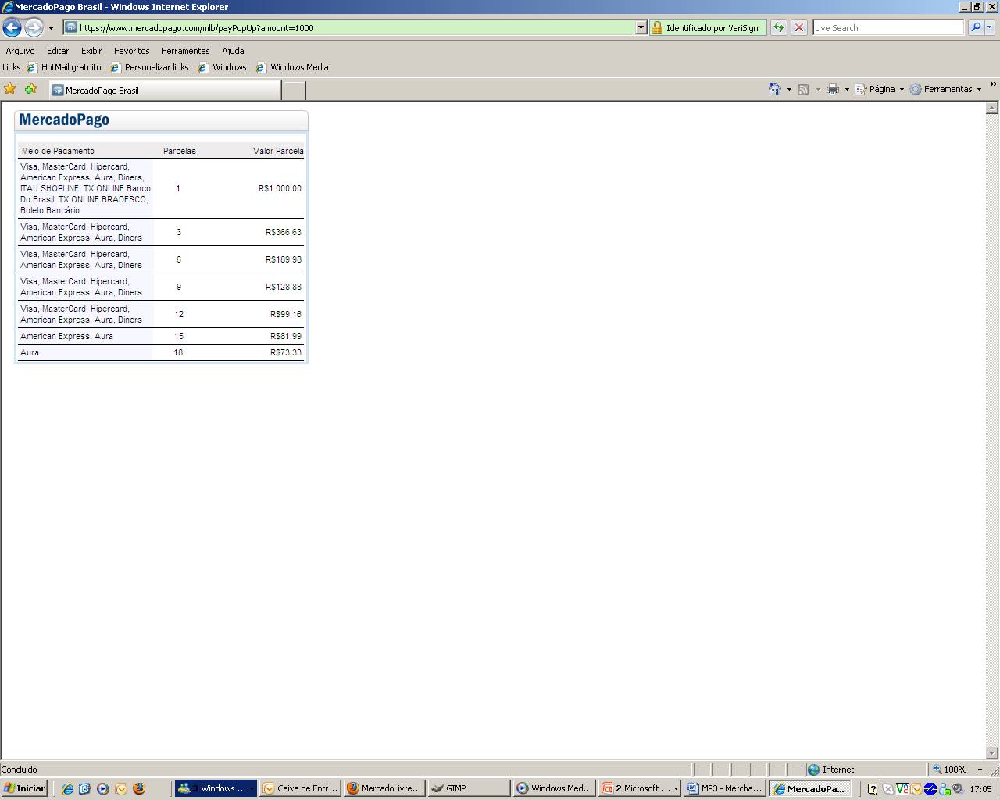 MercadoPago Brasil - Windows Internet Explorer
https://www.mercadopago.com/mlb/payPopUp?amount=1000
Identificado por VeriSign
Live Search
Arquivo Editar Exibir Favoritos Ferramentas Ajuda
Links HotMail gratuito Personalizar links Windows Windows Media
MP MercadoPago Brasil
Página Ferramentas
MercadoPago
Meio de Pagamento Parcelas Valor Parcela
Visa, MasterCard, Hipercard,
American Express, Aura, Diners,
ITAU SHOPLINE, TX.ONLINE Banco
Do Brasil, TX.ONLINE BRADESCO,
Boleto Bancário
1 R$1.000,00
Visa, MasterCard, Hipercard,
American Express, Aura, Diners
3 R$366,63
Visa, MasterCard, Hipercard,
American Express, Aura, Diners
6 R$189,98
Visa, MasterCard, Hipercard,
American Express, Aura, Diners
9 R$128,88
Visa, MasterCard, Hipercard,
American Express, Aura, Diners
12 R$99,16
American Express, Aura 15 R$81,99
Aura 18 R$73,33
Concluído
Internet
100%
Iniciar
3 Windows ...
Caixa de Entr...
MercadoLivre...
GIMP
Windows Med...
2 Microsoft ...
MP3 - Mercha...
MercadoPa...
17:05